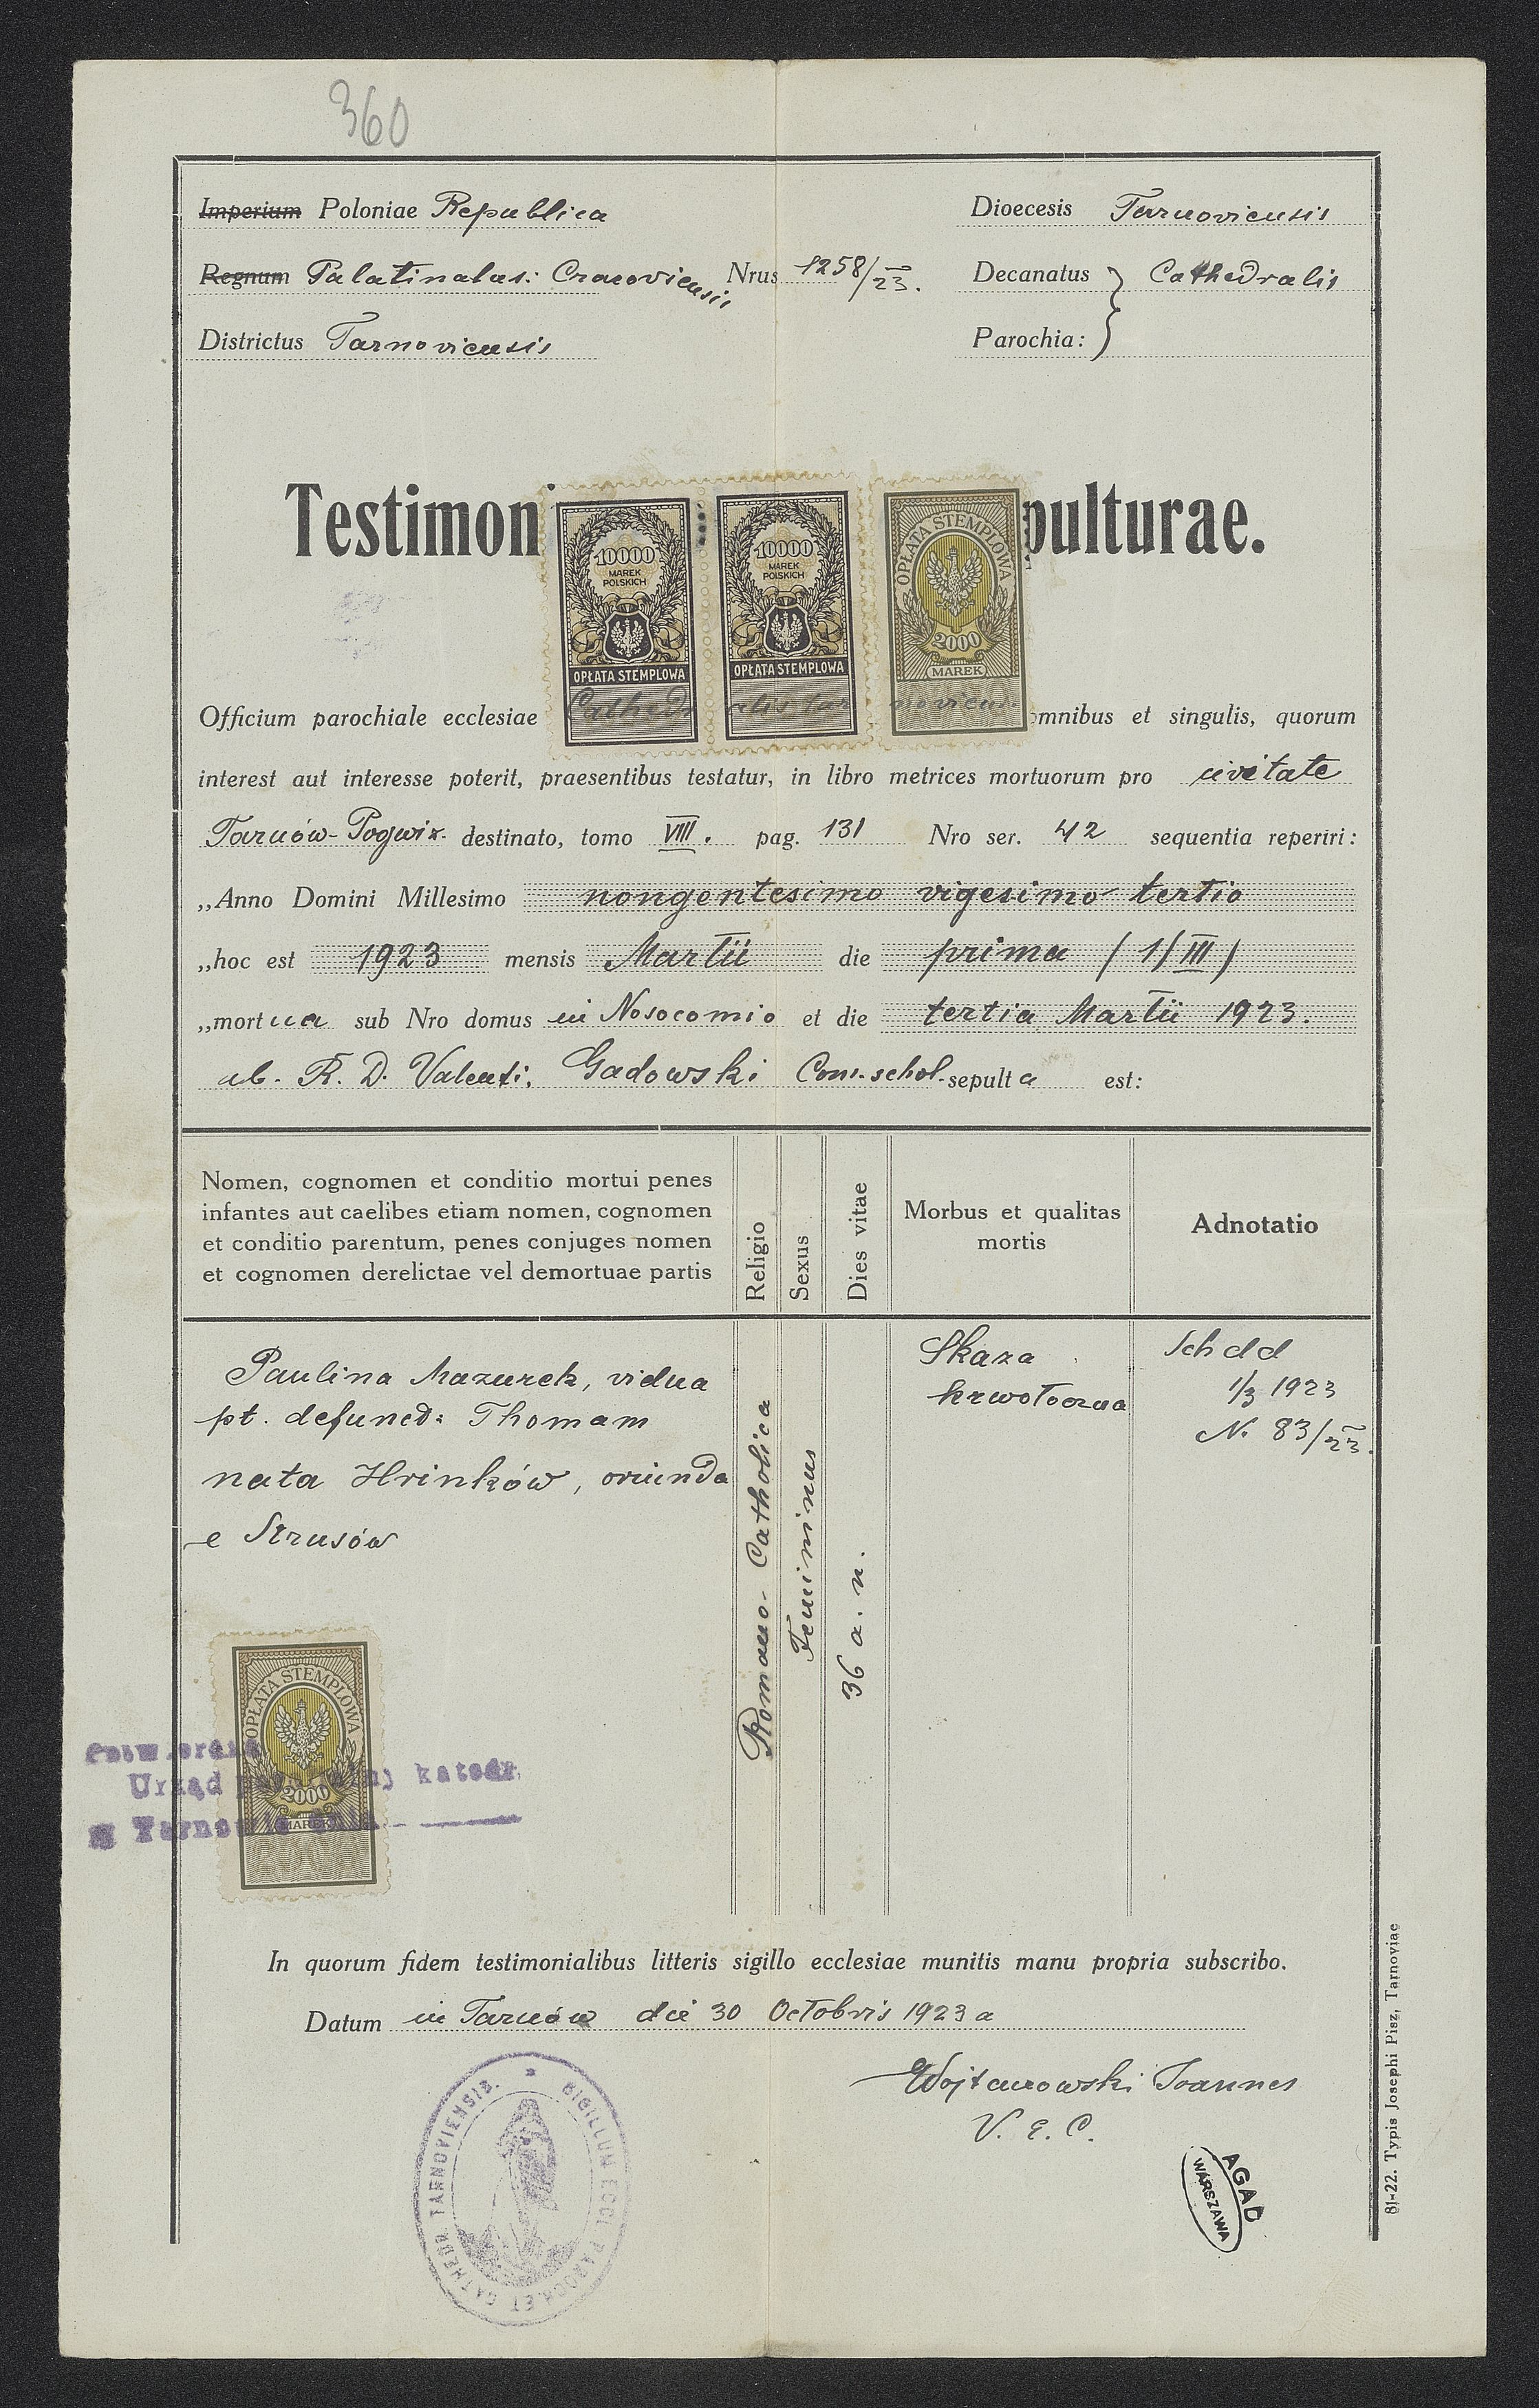 360
Imperium Poloniae Republica
Dioecesis Tarnoviensis
Regnum Palatinatus: Cracoviensis Nrus 1258/23.
Decanatus } Cathedralis
Districtus Tarnoviensis
Parochia:
Testimoni pulturae.
10000 MAREK POLSKICH OPŁATA STEMPLOWA
10000 MAREK POLSKICH OPŁATA STEMPLOWA
OPŁATA STEMPLOWA 2000 MAREK
Officium parochiale ecclesiae Cathedralis tarnoviens. omnibus et singulis, quorum
interest aut interesse poterit, praesentibus testatur, in libro metrices mortuorum pro civitate
Tarnów-Pogwiz. destinato, tomo VIII. pag. 131 Nro ser. 42 sequentia reperiri:
„Anno Domini Millesimo nongentesimo vigesimo tertio
„hoc est 1923 mensis Martii die prima (1/III)
„mortua sub Nro domus in Nosocomio et die tertia Martii 1923.
ab. R. D. Valenti. Gadowski Com. schol. sepulta est:
Nomen, cognomen et conditio mortui penes
infantes aut caelibes etiam nomen, cognomen
et conditio parentum, penes conjuges nomen
et cognomen derelictae vel demortuae partis
Religio
Sexus
Dies vitae
Morbus et qualitas
mortis
Adnotatio
Paulina Mazurek, vidua
pt. defunct: Thomam
nata Hrinków, oriunda
e Strusów
Romano-Catholica
Femininus
36 a. n.
Skaza
krwotoczna
Sch dd
1/3 1923
N. 83/23.
OPŁATA STEMPLOWA 2000 MAREK
Urząd katedr.
In quorum fidem testimonialibus litteris sigillo ecclesiae munitis manu propria subscribo.
Datum in Tarnów die 30 Octobris 1923 a
Wojtanowski Joannes
V. E. C.
SIGILLUM ECCL. PAROCH. ET CATHEDR. TARNOVIENSIS.
AGAD
WARSZAWA
81-22. Typis Josephi Pisz, Tarnoviae